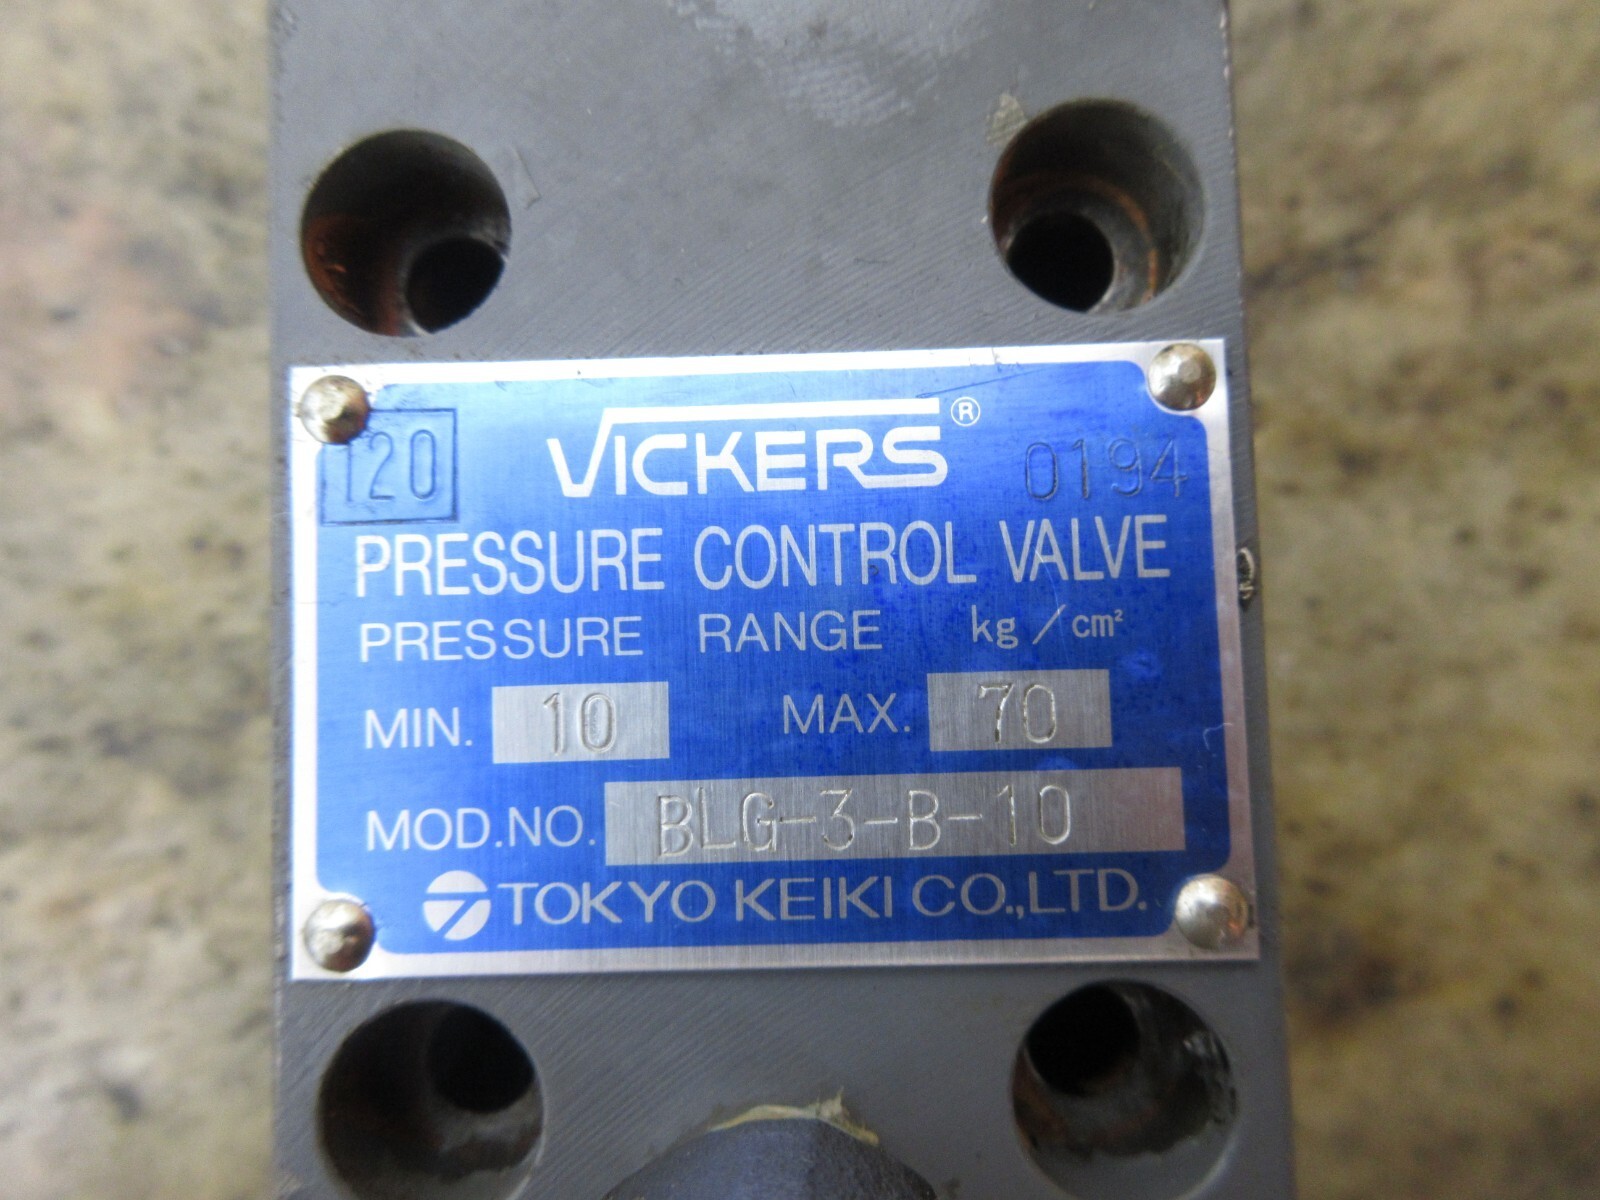 120
VICKERS®
0194
PRESSURE CONTROL VALVE
PRESSURE RANGE kg/cm²
MIN. 10 MAX. 70
MOD.NO. BLG-3-B-10
TOKYO KEIKI CO.,LTD.